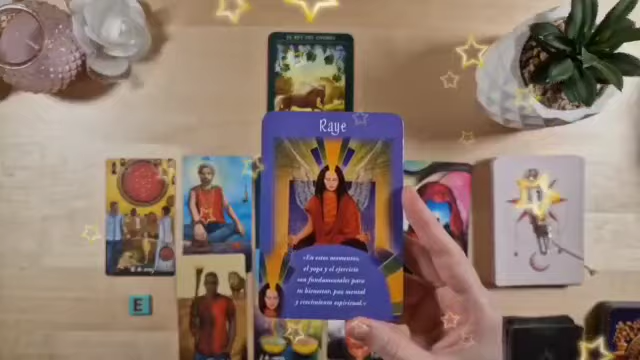 Raye
«En estos momentos,
el yoga y el ejercicio
son fundamentales para
tu bienestar, paz mental
y crecimiento espiritual.»
E